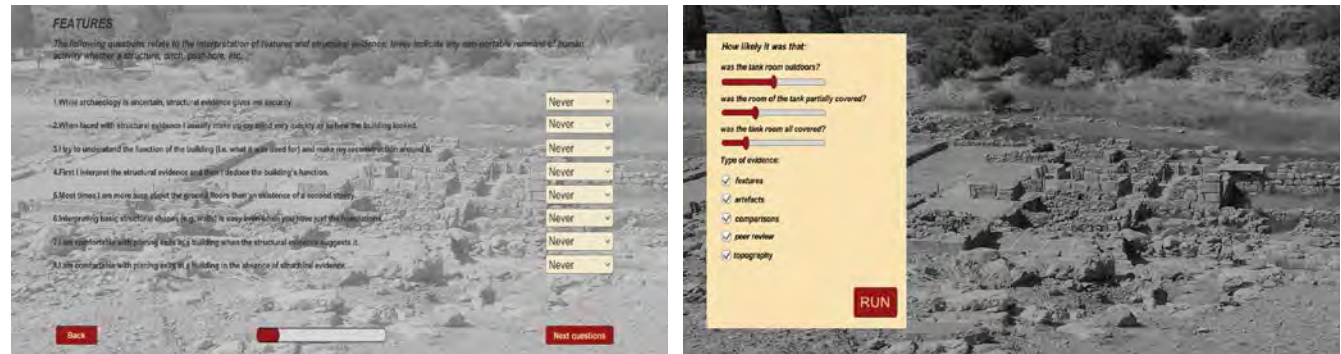 FEATURES
The following questions relate to the interpretation of features and structural evidence; these indicate any non-portable remnant of human
activity whether a structure, ditch, post-hole, etc.
1.While archaeology is uncertain, structural evidence gives me security.
Never
2.When faced with structural evidence I usually make up my mind very quickly as to how the building looked.
Never
3.I try to understand the function of the building (i.e. what it was used for) and make my reconstruction around it.
Never
4.First I interpret the structural evidence and then I deduce the building's function.
Never
5.Most times I am more sure about the ground floors than an existence of a second storey.
Never
6.Interpreting basic structural shapes (e.g. walls) is easy even when you have just the foundations.
Never
7.I am comfortable with placing exits in a building when the structural evidence suggests it.
Never
8.I am comfortable with placing exits in a building in the absence of structural evidence.
Never
Back
Next questions
How likely it was that:
was the tank room outdoors?
was the room of the tank partially covered?
was the tank room all covered?
Type of evidence:
features
artefacts
comparisons
peer review
topography
RUN